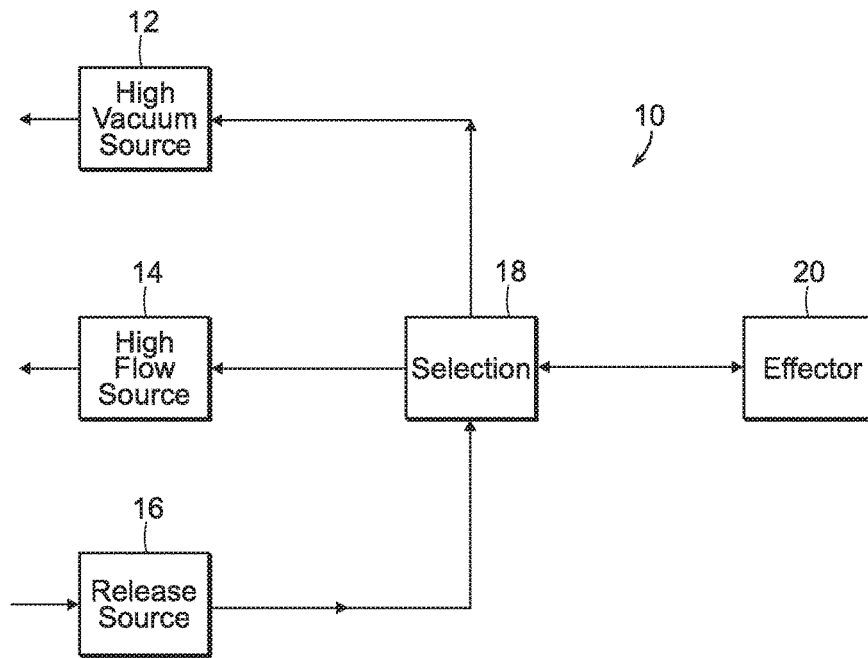 12
High
Vacuum
Source
10
14
High
Flow
Source
18
Selection
20
Effector
16
Release
Source